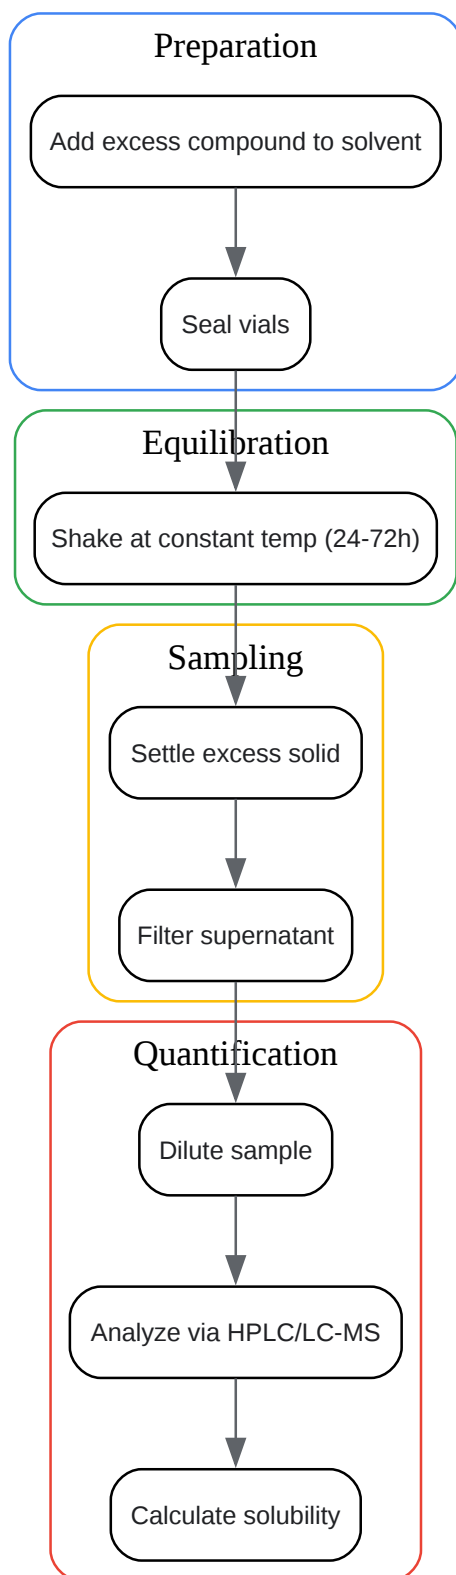 Preparation
Add excess compound to solvent
Seal vials
Equilibration
Shake at constant temp (24-72h)
Sampling
Settle excess solid
Filter supernatant
Quantification
Dilute sample
Analyze via HPLC/LC-MS
Calculate solubility